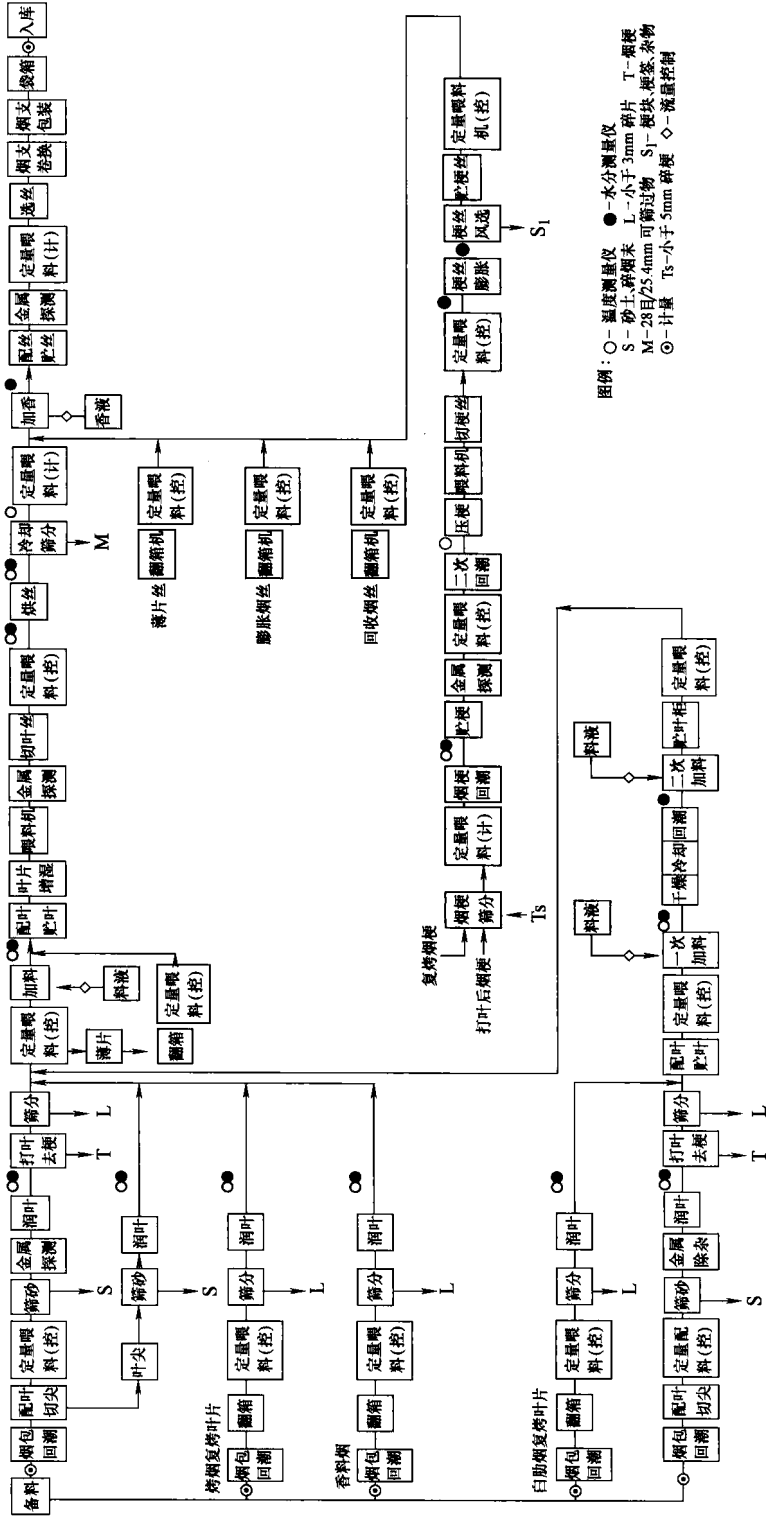 备料
烟包
回潮
配叶
切尖
定量喂
料(控)
筛砂
S
金属
探测
润叶
打叶
去梗
T
筛分
L
定量喂
料(控)
薄片
翻箱
定量喂
料(控)
加料
料液
配叶
贮叶
叶片
增湿
喂料机
金属
探测
切叶丝
定量喂
料(控)
烘丝
冷却
筛分
M
定量喂
料(计)
加香
香液
配丝
贮丝
金属
探测
定量喂
料(计)
选丝
烟支
卷换
烟支
包装
袋箱
入库
叶尖
筛砂
S
润叶
烤烟复烤叶片
烟包
回潮
翻箱
定量喂
料(控)
筛分
L
润叶
香料烟
烟包
回潮
翻箱
定量喂
料(控)
筛分
L
润叶
薄片丝
翻箱机
定量喂
料(控)
膨胀烟丝
翻箱机
定量喂
料(控)
回收烟丝
翻箱机
定量喂
料(控)
复烤烟梗
打叶后烟梗
烟梗
筛分
Ts
定量喂
料(计)
烟梗
回潮
贮梗
金属
探测
定量喂
料(控)
二次
回潮
压梗
喂料机
切梗丝
定量喂
料(控)
梗丝
膨胀
梗丝
风选
S₁
贮梗丝
定量喂料
机(控)
白肋烟复烤叶片
烟包
回潮
翻箱
定量喂
料(控)
筛分
L
润叶
烟包
回潮
配叶
切尖
定量配
料(控)
筛砂
S
金属
除杂
润叶
打叶
去梗
T
筛分
L
配叶
贮叶
定量喂
料(控)
一次
加料
料液
干燥
冷却
回潮
二次
加料
料液
贮叶柜
定量喂
料(控)
图例:○-温度测量仪 ●-水分测量仪
S-砂土、碎烟末 L-小于3mm碎片 T-烟梗
M-28目/25.4mm可筛过物 S₁-梗块、梗签、杂物
⊙-计量 Ts-小于5mm碎梗 ◇-流量控制